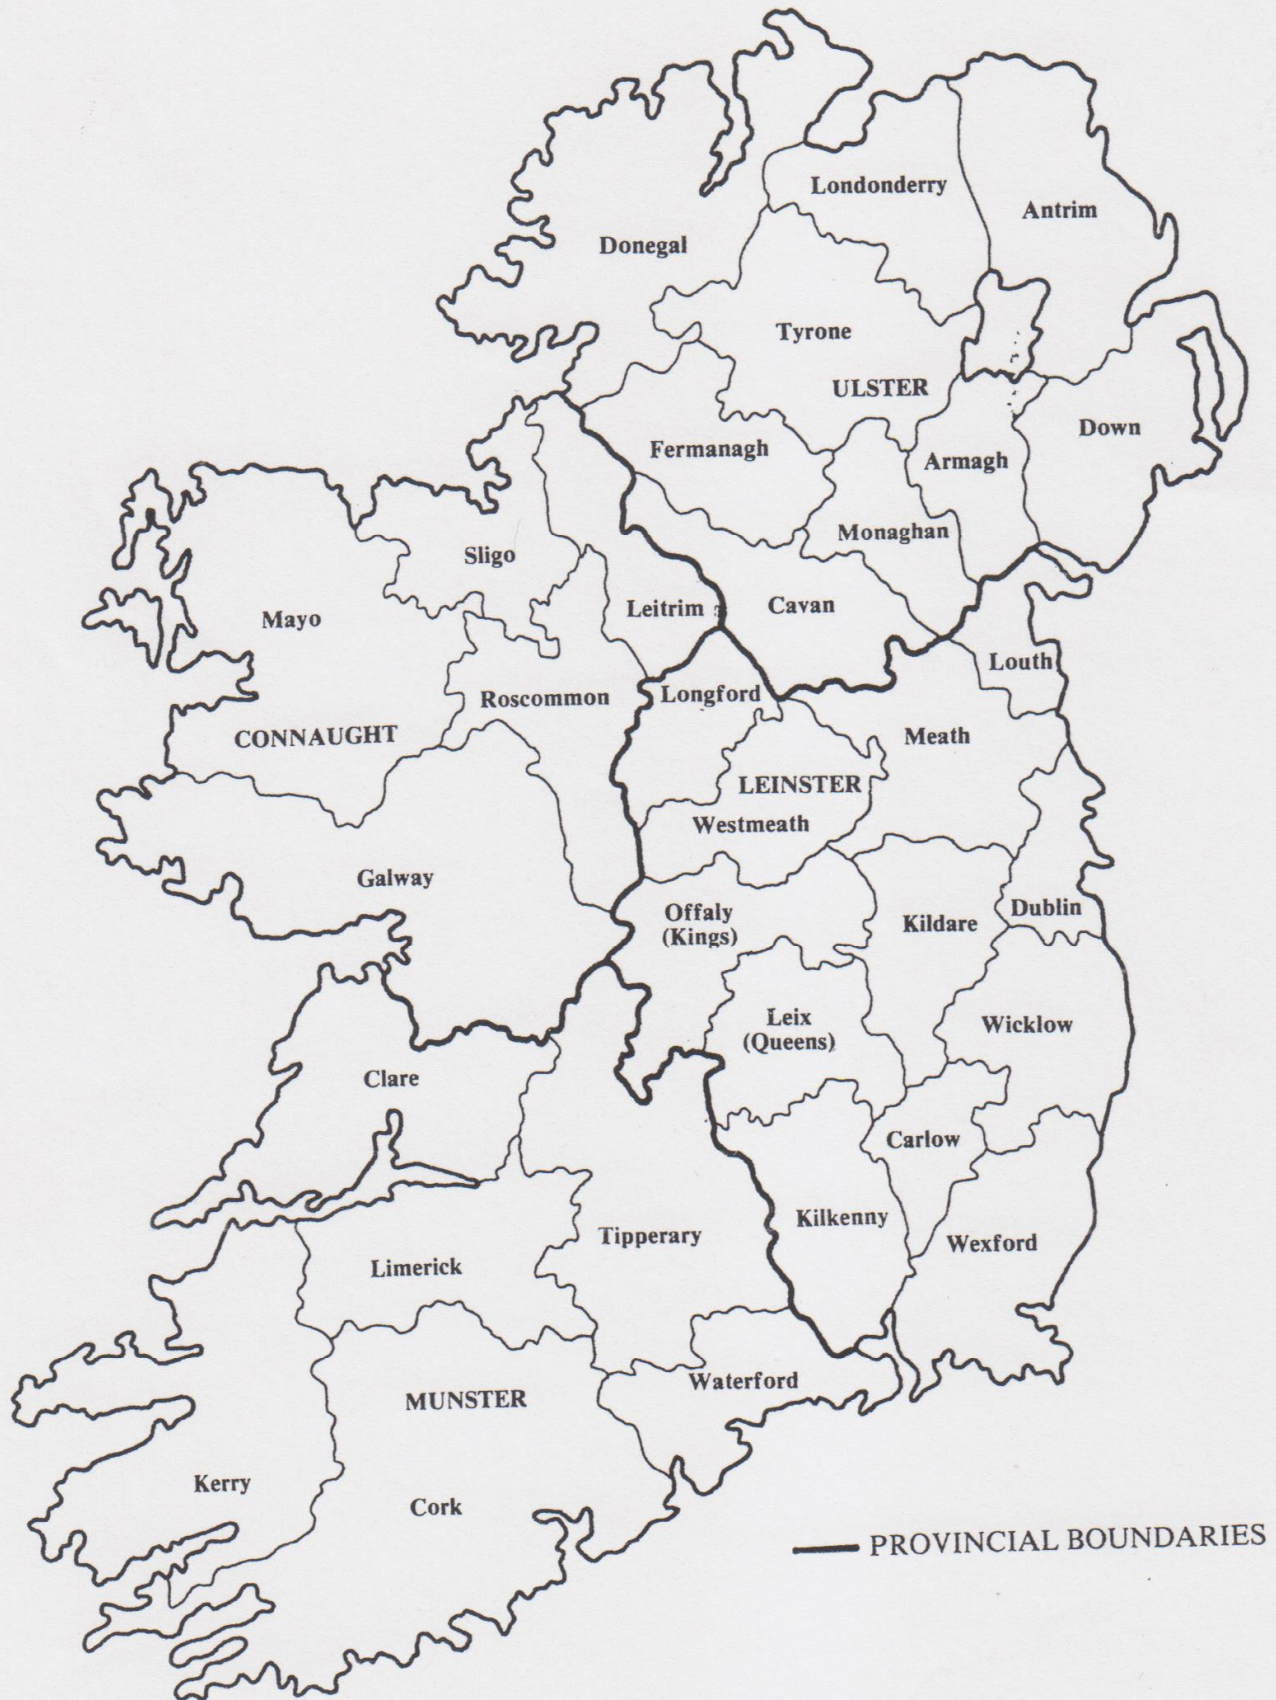 Londonderry
Antrim
Donegal
Tyrone
ULSTER
Down
Fermanagh
Armagh
Monaghan
Sligo
Leitrim
Cavan
Mayo
Louth
Roscommon
Longford
CONNAUGHT
Meath
LEINSTER
Westmeath
Galway
Offaly
(Kings)
Kildare
Dublin
Leix
(Queens)
Wicklow
Clare
Carlow
Kilkenny
Tipperary
Wexford
Limerick
Waterford
MUNSTER
Kerry
Cork
PROVINCIAL BOUNDARIES